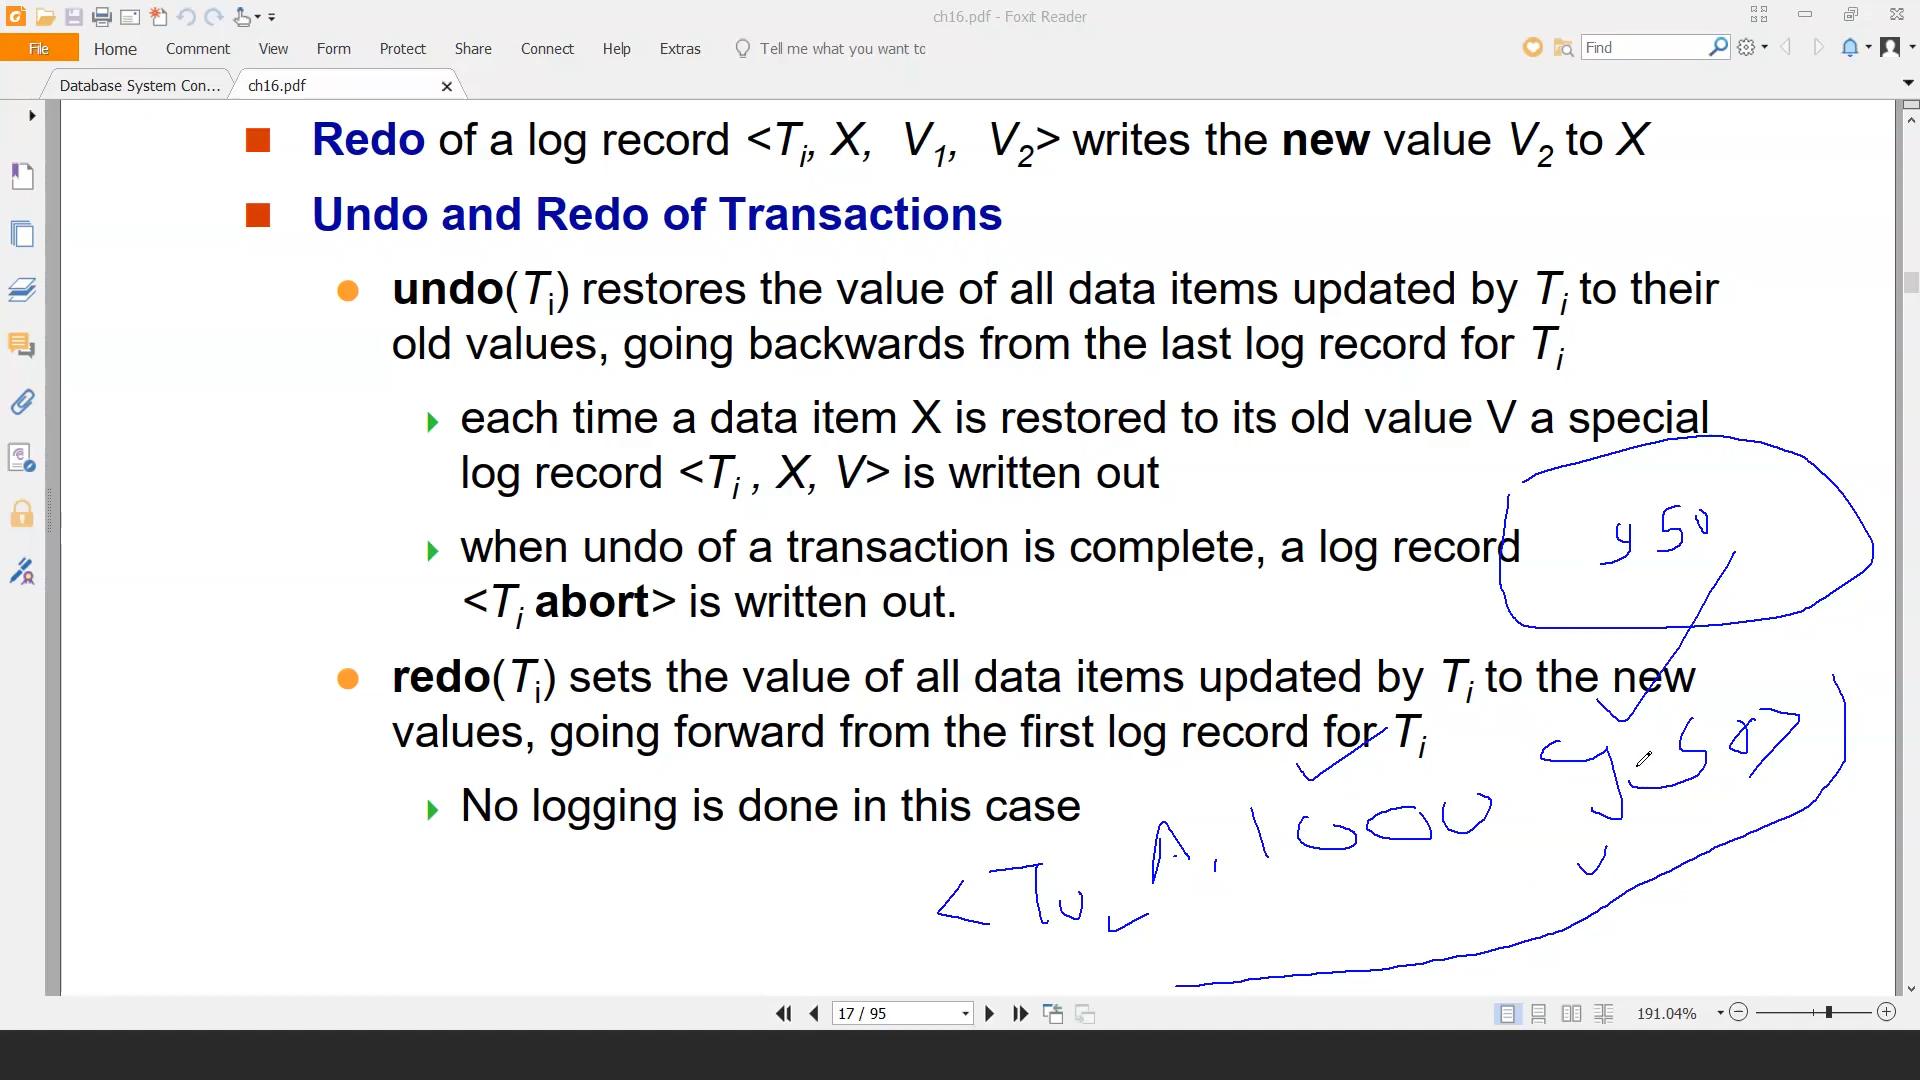 ch16.pdf - Foxit Reader
File Home Comment View Form Protect Share Connect Help Extras Tell me what you want to Find
Database System Con... ch16.pdf
Redo of a log record <Ti, X, V1, V2> writes the new value V2 to X
Undo and Redo of Transactions
undo(Ti) restores the value of all data items updated by Ti to their
old values, going backwards from the last log record for Ti
each time a data item X is restored to its old value V a special
log record <Ti , X, V> is written out
when undo of a transaction is complete, a log record
<Ti abort> is written out.
redo(Ti) sets the value of all data items updated by Ti to the new
values, going forward from the first log record for Ti
No logging is done in this case
17 / 95
191.04%